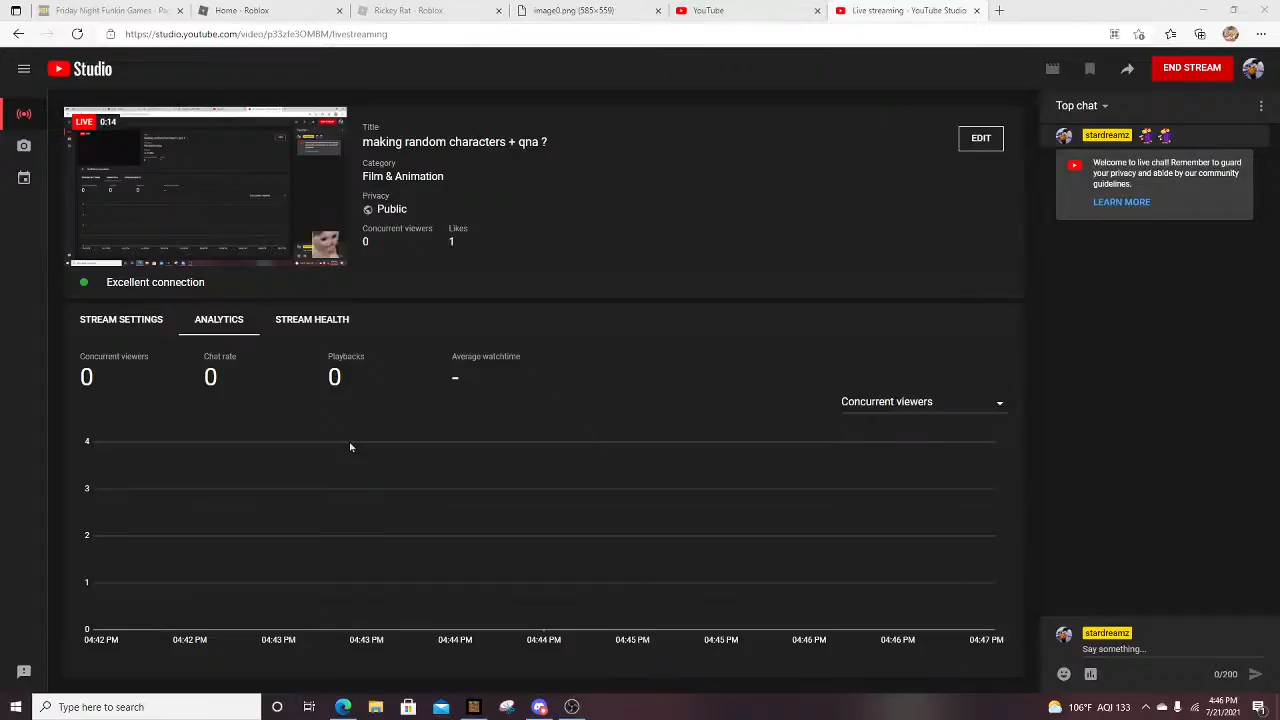 Friday Night Funkin Games - Pa
Home - Roblox
Rickey Rat - Roblox
image0.png (585×559)
YouTube
Live streaming - YouTube Studio
https://studio.youtube.com/video/p33zfe3OMBM/livestreaming
Studio
END STREAM
LIVE 0:14
Title
making random charaters + qna ?
EDIT
Category
Film & Animation
Privacy
Public
Concurrent viewers
Likes
0
1
Excellent connection
STREAM SETTINGS
ANALYTICS
STREAM HEALTH
Concurrent viewers
Chat rate
Playbacks
Average watchtime
0
0
0
-
Concurrent viewers
4
3
2
1
0
04:42 PM
04:42 PM
04:43 PM
04:43 PM
04:44 PM
04:44 PM
04:45 PM
04:45 PM
04:46 PM
04:46 PM
04:47 PM
Top chat
stardreamz
Welcome to live chat! Remember to guard
your privacy and abide by our community
guidelines.
LEARN MORE
stardreamz
Say something...
0/200
Type here to search
106°F AQI 133
4:46 PM
7/21/2021